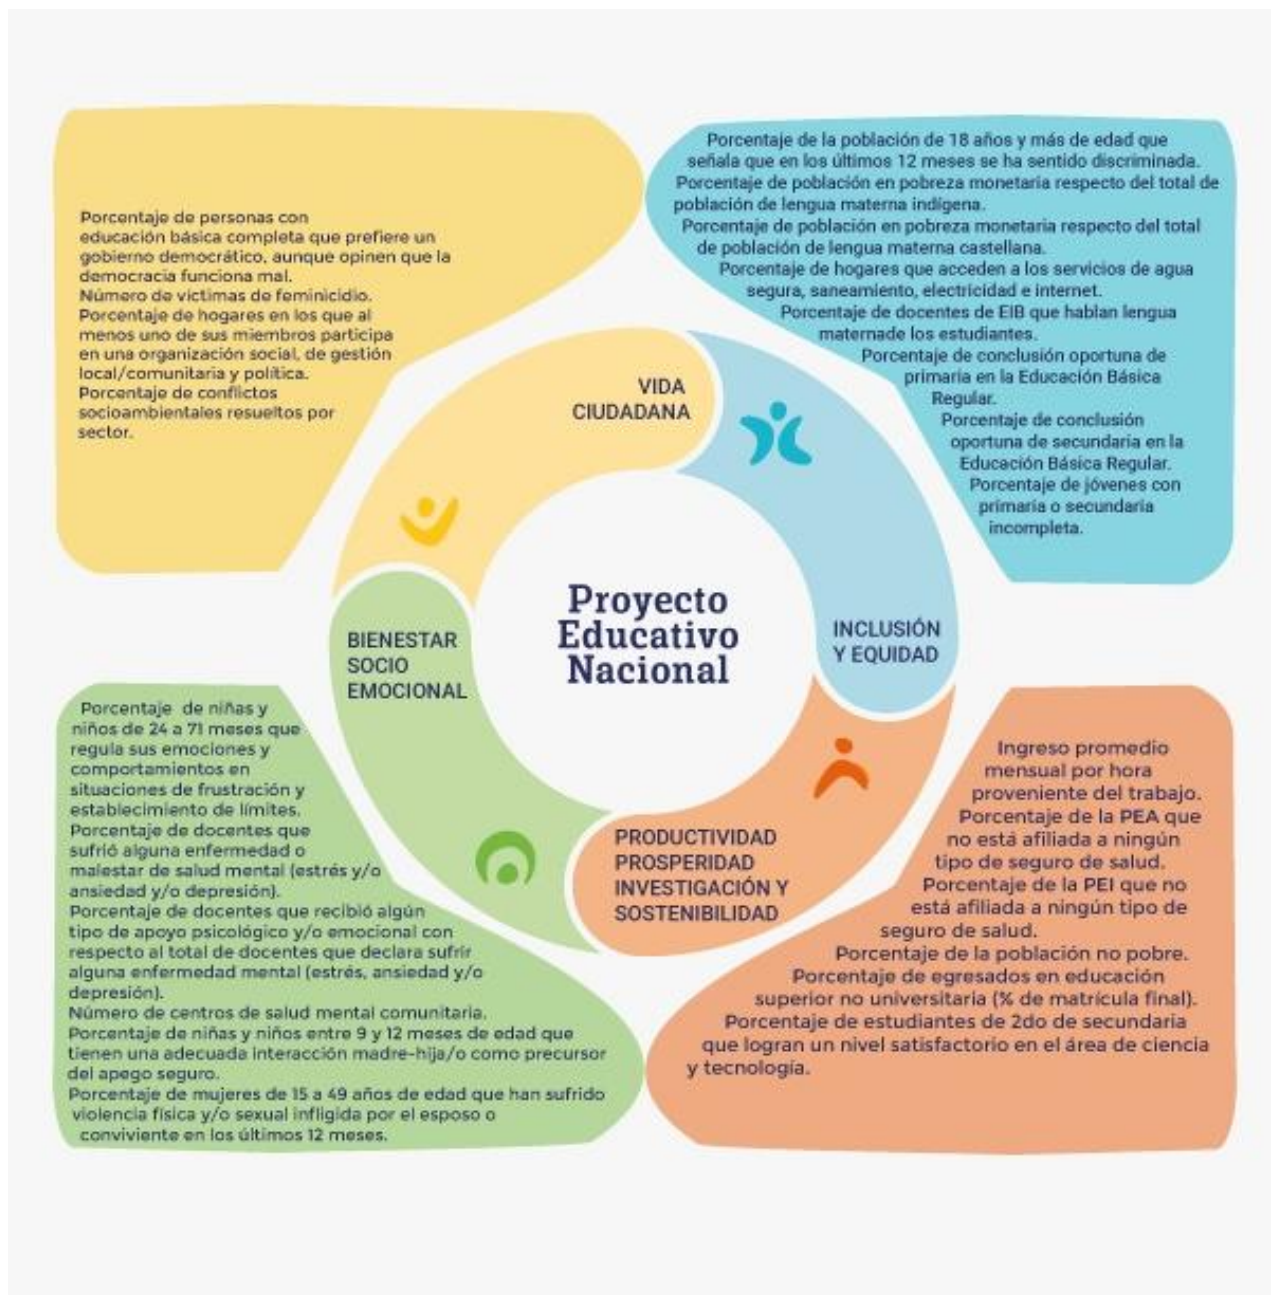 Porcentaje de personas con
educación básica completa que prefiere un
gobierno democrático, aunque opinen que la
democracia funciona mal.
Número de víctimas de feminicidio.
Porcentaje de hogares en los que al
menos uno de sus miembros participa
en una organización social, de gestión
local/comunitaria y política.
Porcentaje de conflictos
socioambientales resueltos por
sector.
Porcentaje de la población de 18 años y más de edad que
señala que en los últimos 12 meses se ha sentido discriminada.
Porcentaje de población en pobreza monetaria respecto del total de
población de lengua materna indígena.
Porcentaje de población en pobreza monetaria respecto del total
de población de lengua materna castellana.
Porcentaje de hogares que acceden a los servicios de agua
segura, saneamiento, electricidad e internet.
Porcentaje de docentes de EIB que hablan lengua
maternade los estudiantes.
Porcentaje de conclusión oportuna de
primaria en la Educación Básica
Regular.
Porcentaje de conclusión
oportuna de secundaria en la
Educación Básica Regular.
Porcentaje de jóvenes con
primaria o secundaria
incompleta.
VIDA
CIUDADANA
INCLUSIÓN
Y EQUIDAD
Proyecto
Educativo
Nacional
BIENESTAR
SOCIO
EMOCIONAL
PRODUCTIVIDAD
PROSPERIDAD
INVESTIGACIÓN Y
SOSTENIBILIDAD
Porcentaje de niñas y
niños de 24 a 71 meses que
regula sus emociones y
comportamientos en
situaciones de frustración y
establecimiento de límites.
Porcentaje de docentes que
sufrió alguna enfermedad o
malestar de salud mental (estrés y/o
ansiedad y/o depresión).
Porcentaje de docentes que recibió algún
tipo de apoyo psicológico y/o emocional con
respecto al total de docentes que declara sufrir
alguna enfermedad mental (estrés, ansiedad y/o
depresión).
Número de centros de salud mental comunitaria.
Porcentaje de niñas y niños entre 9 y 12 meses de edad que
tienen una adecuada interacción madre-hija/o como precursor
del apego seguro.
Porcentaje de mujeres de 15 a 49 años de edad que han sufrido
violencia física y/o sexual infligida por el esposo o
conviviente en los últimos 12 meses.
Ingreso promedio
mensual por hora
proveniente del trabajo.
Porcentaje de la PEA que
no está afiliada a ningún
tipo de seguro de salud.
Porcentaje de la PEI que no
está afiliada a ningún tipo de
seguro de salud.
Porcentaje de la población no pobre.
Porcentaje de egresados en educación
superior no universitaria (% de matrícula final).
Porcentaje de estudiantes de 2do de secundaria
que logran un nivel satisfactorio en el área de ciencia
y tecnología.